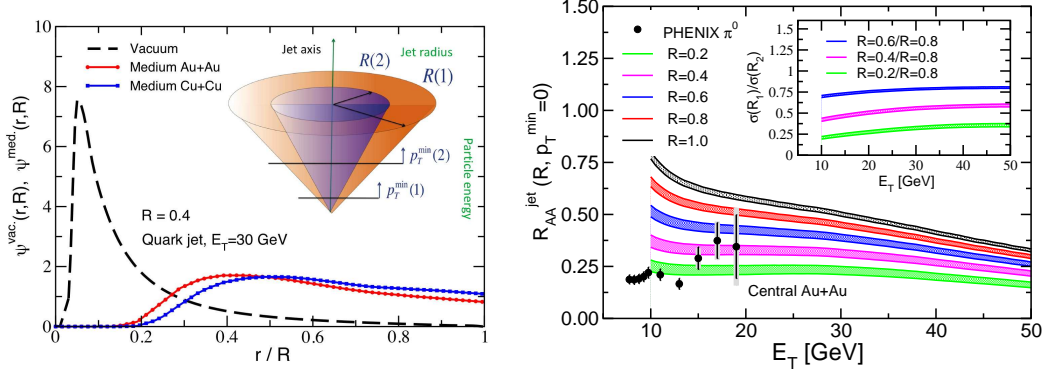 10
8
6
4
2
0
ψ^vac.(r,R), ψ^med.(r,R)
Vacuum
Medium Au+Au
Medium Cu+Cu
Jet axis
Jet radius
R(2)
R(1)
p_T^min(2)
p_T^min(1)
Particle energy
R = 0.4
Quark jet, E_T=30 GeV
0 0.2 0.4 0.6 0.8 1
r / R
1.50
1.25
1.00
0.75
0.50
0.25
0.00
R_AA^jet (R, p_T^min=0)
PHENIX π^0
R=0.2
R=0.4
R=0.6
R=0.8
R=1.0
1.5
1.25
1
0.75
0.5
0.25
0
σ(R_1)/σ(R_2)
R=0.6/R=0.8
R=0.4/R=0.8
R=0.2/R=0.8
10 20 30 40 50
E_T [GeV]
Central Au+Au
10 20 30 40 50
E_T [GeV]